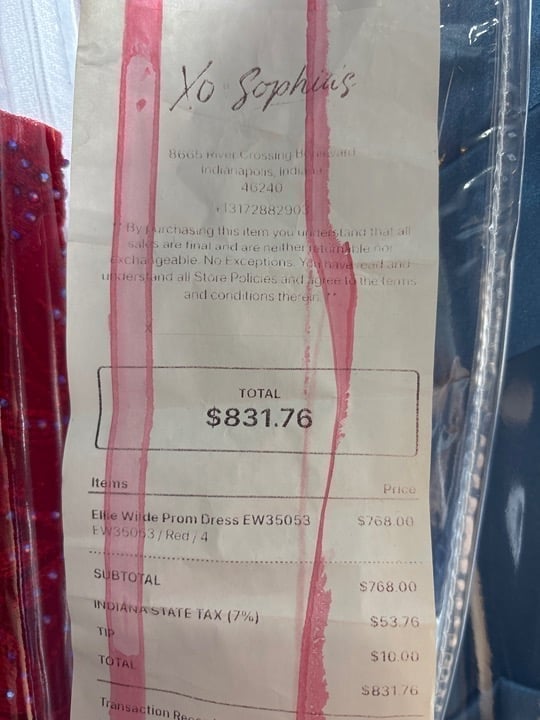 Xo Sophia's
8665 River Crossing Boulevard
Indianapolis, Indiana
46240
+13172882903
** By purchasing this item you understand that all
sales are final and are neither returnable nor
exchangeable. No Exceptions. You have read and
understand all Store Policies and agree to the terms
and conditions therein. **
X
TOTAL
$831.76
Items Price
Ellie Wilde Prom Dress EW35053 $768.00
EW35053 / Red / 4
SUBTOTAL $768.00
INDIANA STATE TAX (7%) $53.76
TIP $10.00
TOTAL $831.76
Transaction